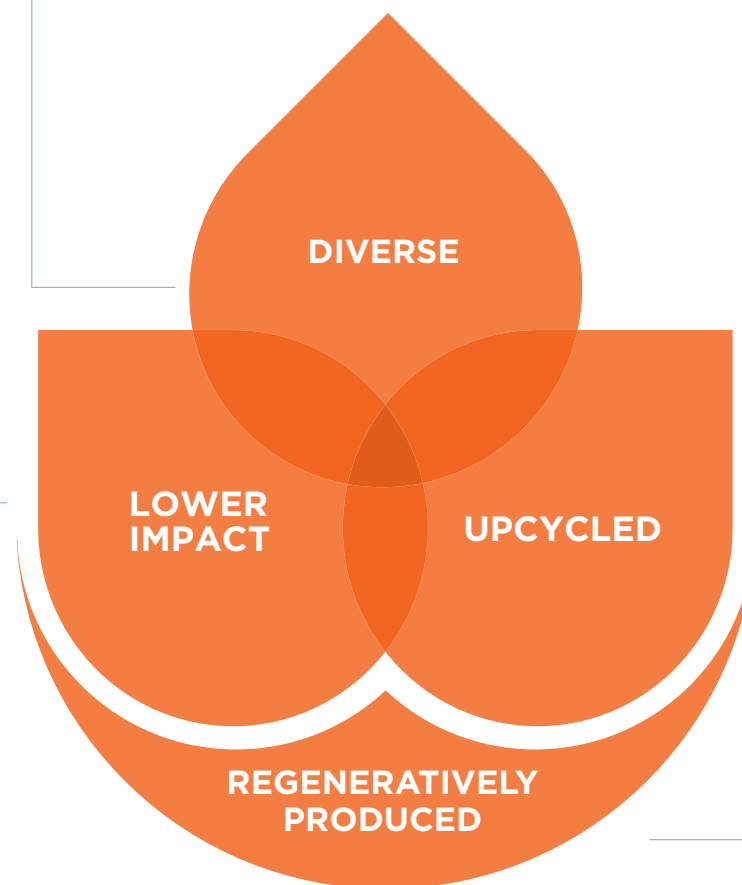 DIVERSE
LOWER
IMPACT
UPCYCLED
REGENERATIVELY
PRODUCED